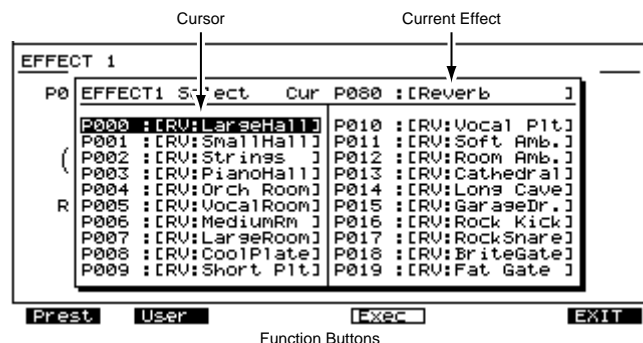 Cursor Current Effect
EFFECT 1
P0 EFFECT1 S ect Cur P080 :[Reverb ]
P000 :[RV:LargeHall] P010 :[RV:Vocal Plt]
P001 :[RV:SmallHall] P011 :[RV:Soft Amb.]
( P002 :[RV:Strings ] P012 :[RV:Room Amb.]
P003 :[RV:PianoHall] P013 :[RV:Cathedral]
P004 :[RV:Orch Room] P014 :[RV:Long Cave]
R P005 :[RV:VocalRoom] P015 :[RV:GarageDr.]
P006 :[RV:MediumRm ] P016 :[RV:Rock Kick]
P007 :[RV:LargeRoom] P017 :[RV:RockSnare]
P008 :[RV:CoolPlate] P018 :[RV:BriteGate]
P009 :[RV:Short Plt] P019 :[RV:Fat Gate ]
Prest User Exec EXIT
Function Buttons